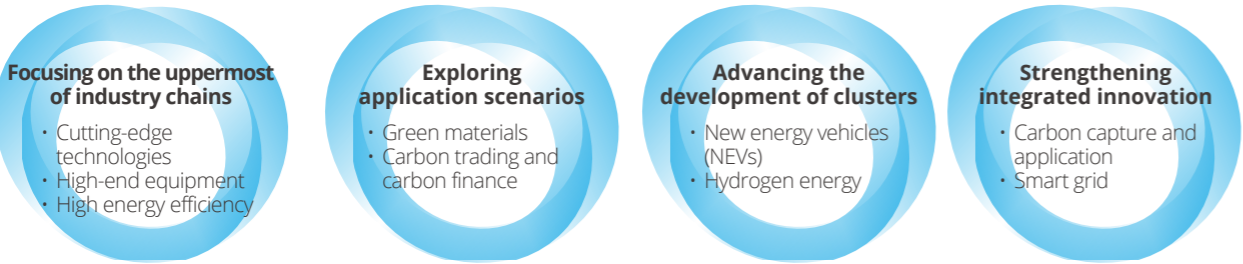 Focusing on the uppermost
of industry chains
• Cutting-edge
technologies
• High-end equipment
• High energy efficiency
Exploring
application scenarios
• Green materials
• Carbon trading and
carbon finance
Advancing the
development of clusters
• New energy vehicles
(NEVs)
• Hydrogen energy
Strengthening
integrated innovation
• Carbon capture and
application
• Smart grid